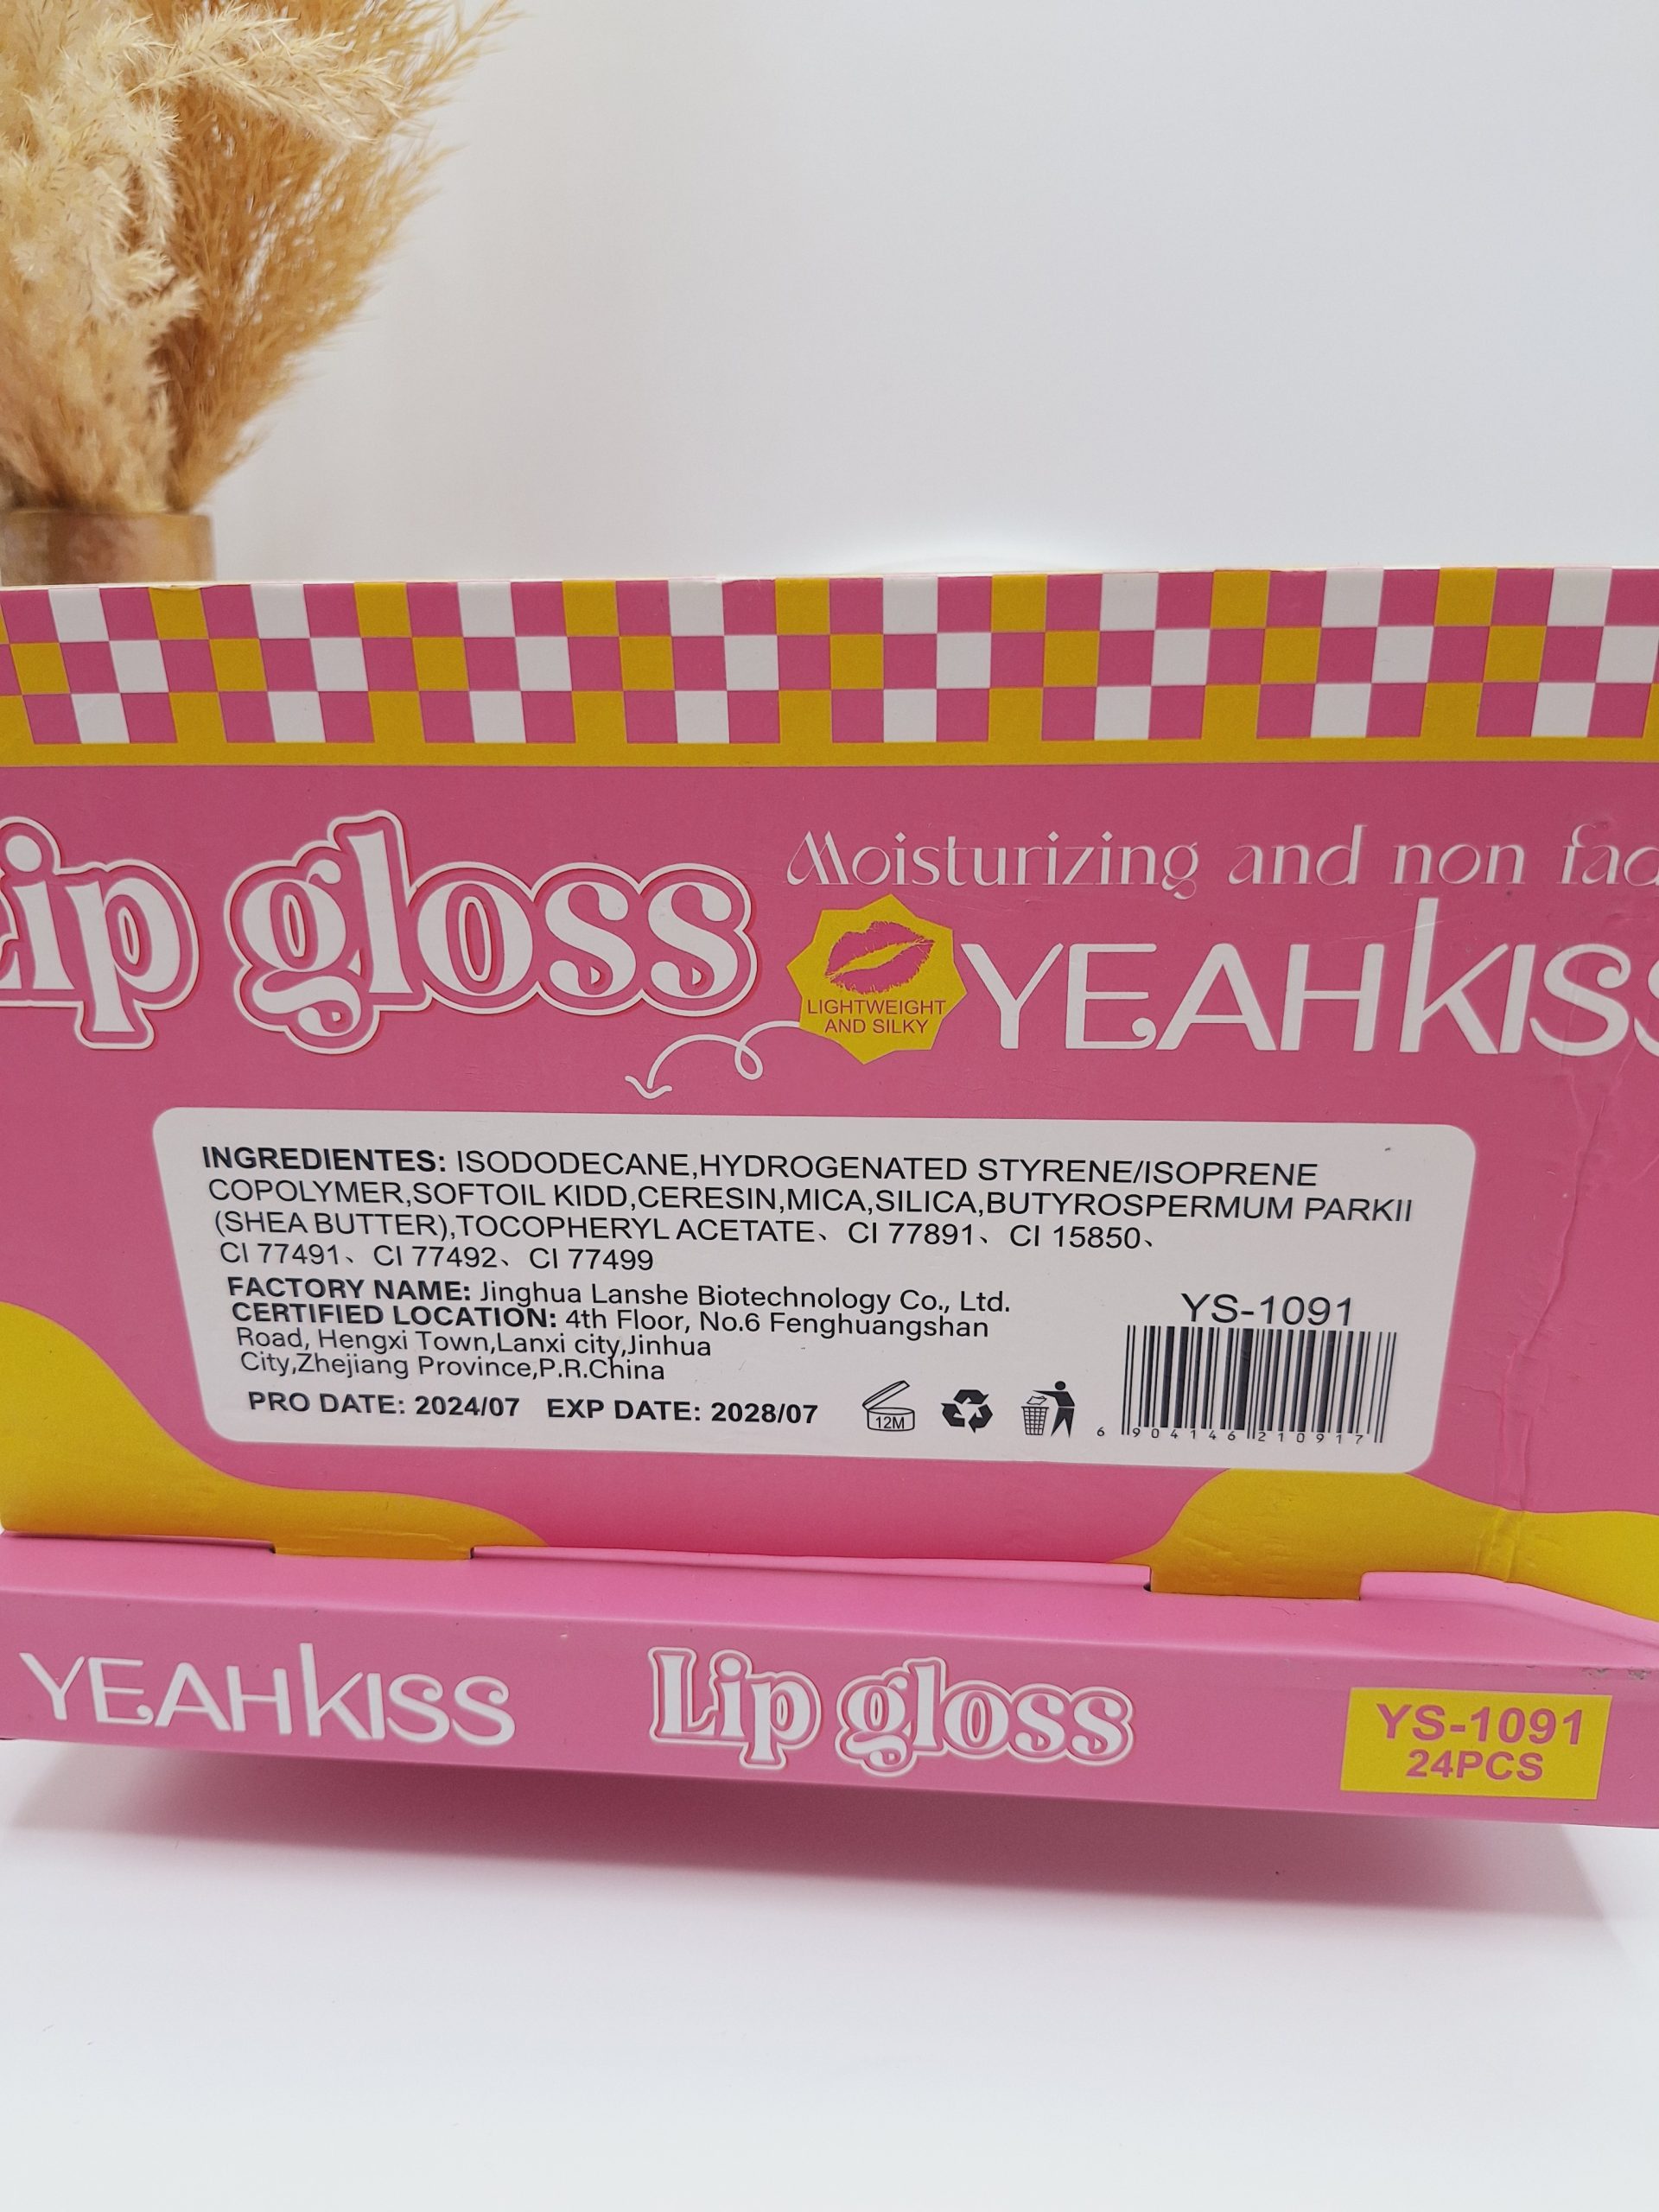 Lip gloss
Moisturizing and non
LIGHTWEIGHT
AND SILKY
YEAHKISS
INGREDIENTES: ISODODECANE,HYDROGENATED STYRENE/ISOPRENE
COPOLYMER,SOFTOIL KIDD,CERESIN,MICA,SILICA,BUTYROSPERMUM PARKII
(SHEA BUTTER),TOCOPHERYL ACETATE、 CI 77891、 CI 15850、
CI 77491、 CI 77492、 CI 77499
FACTORY NAME: Jinghua Lanshe Biotechnology Co., Ltd.
CERTIFIED LOCATION: 4th Floor, No.6 Fenghuangshan
Road, Hengxi Town,Lanxi city,Jinhua
City,Zhejiang Province,P.R.China
PRO DATE: 2024/07 EXP DATE: 2028/07
12M
YS-1091
6 904146 210917
YEAHKISS
Lip gloss
YS-1091
24PCS